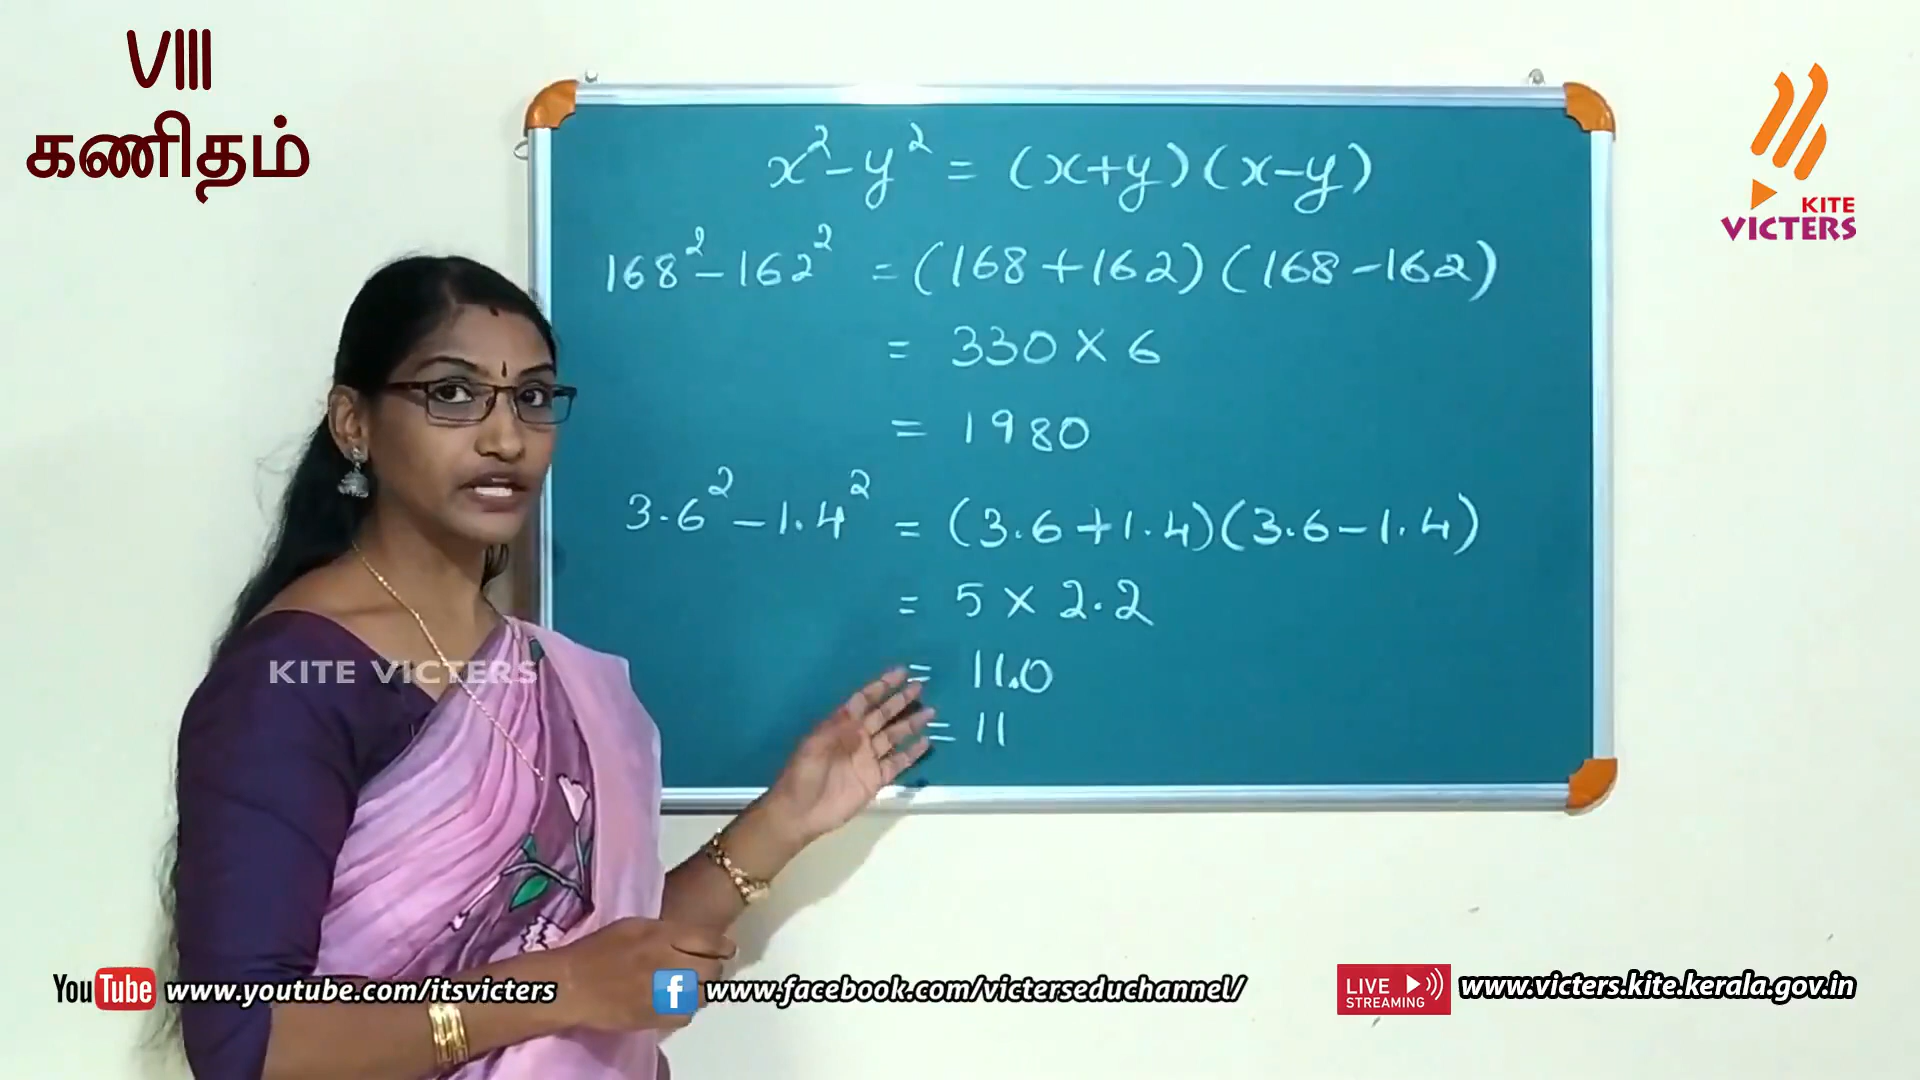 VIII
கணிதம்
x² - y² = (x+y)(x-y)
168² - 162² = (168+162)(168-162)
= 330 × 6
= 1980
3.6² - 1.4² = (3.6+1.4)(3.6-1.4)
= 5 × 2.2
= 11.0
= 11
KITE
VICTERS
KITE VICTERS
YouTube www.youtube.com/itsvicters
f www.facebook.com/victerseduchannel/
LIVE
STREAMING
www.victers.kite.kerala.gov.in